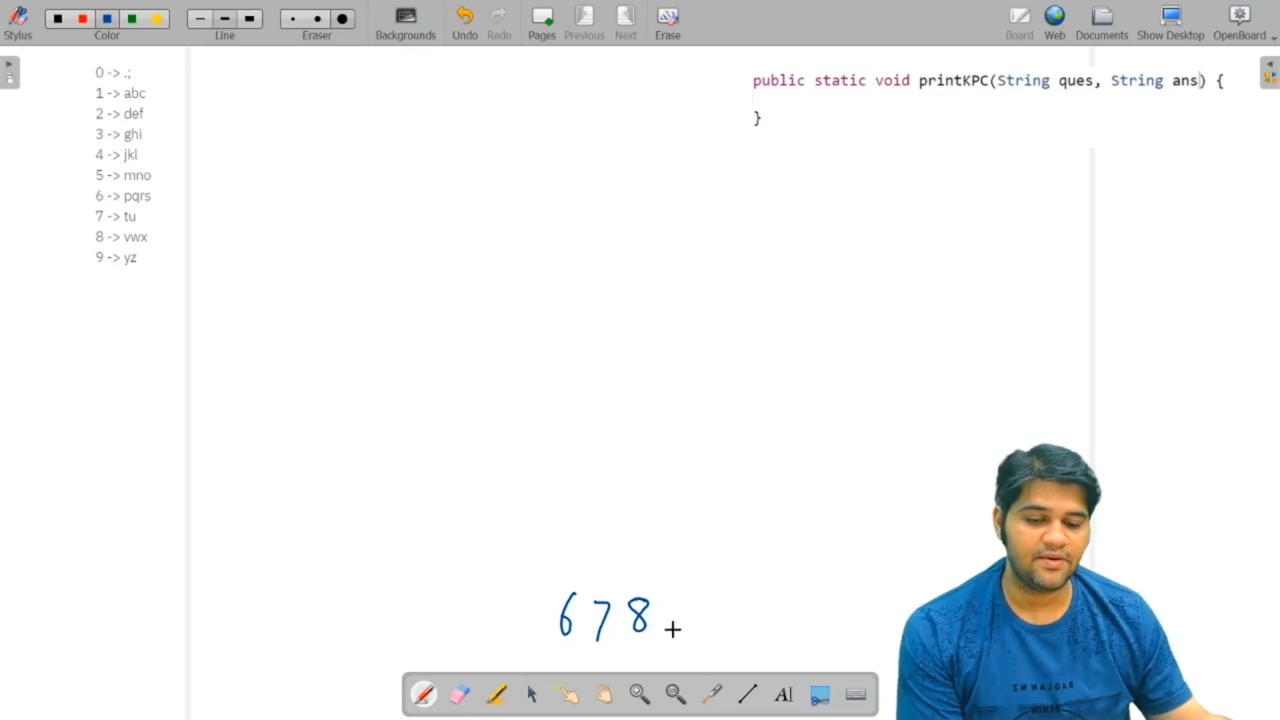 Stylus
Color
Line
Eraser
Backgrounds
Undo
Redo
Pages
Previous
Next
Erase
Board
Web
Documents
Show Desktop
OpenBoard
0 -> .;
1 -> abc
2 -> def
3 -> ghi
4 -> jkl
5 -> mno
6 -> pqrs
7 -> tu
8 -> vwx
9 -> yz
public static void printKPC(String ques, String ans) {
}
678
AI